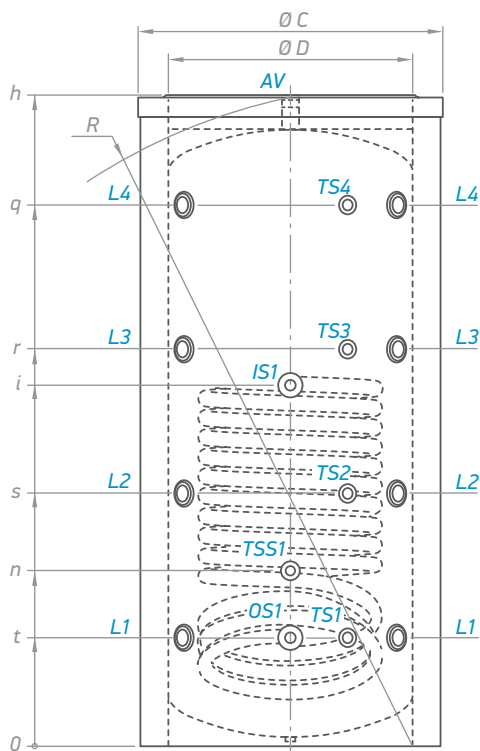 Ø C
Ø D
AV
h
R
L4 TS4 L4
q
L3 TS3 L3
r
IS1
i
L2 TS2 L2
s
TSS1
n
OS1 TS1
L1 L1
t
0